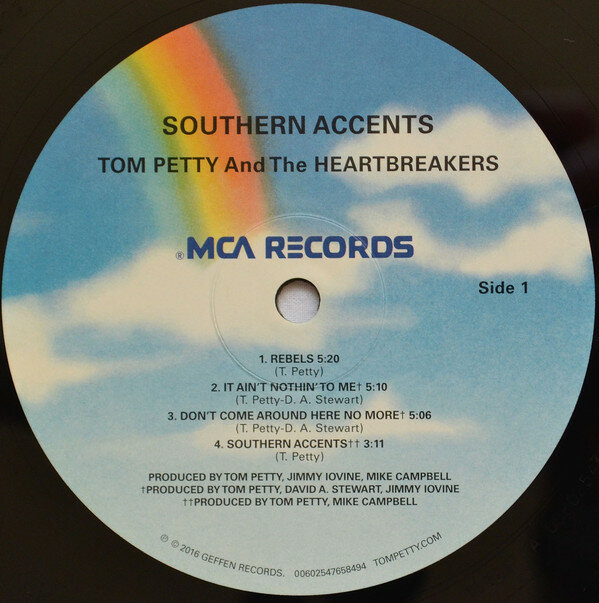 SOUTHERN ACCENTS
TOM PETTY And The HEARTBREAKERS
® MCA RECORDS
Side 1
1. REBELS 5:20
(T. Petty)
2. IT AIN'T NOTHIN' TO ME† 5:10
(T. Petty-D. A. Stewart)
3. DON'T COME AROUND HERE NO MORE† 5:06
(T. Petty-D. A. Stewart)
4. SOUTHERN ACCENTS†† 3:11
(T. Petty)
PRODUCED BY TOM PETTY, JIMMY IOVINE, MIKE CAMPBELL
†PRODUCED BY TOM PETTY, DAVID A. STEWART, JIMMY IOVINE
††PRODUCED BY TOM PETTY, MIKE CAMPBELL
℗ © 2016 GEFFEN RECORDS. 00602547658494 TOMPETTY.COM